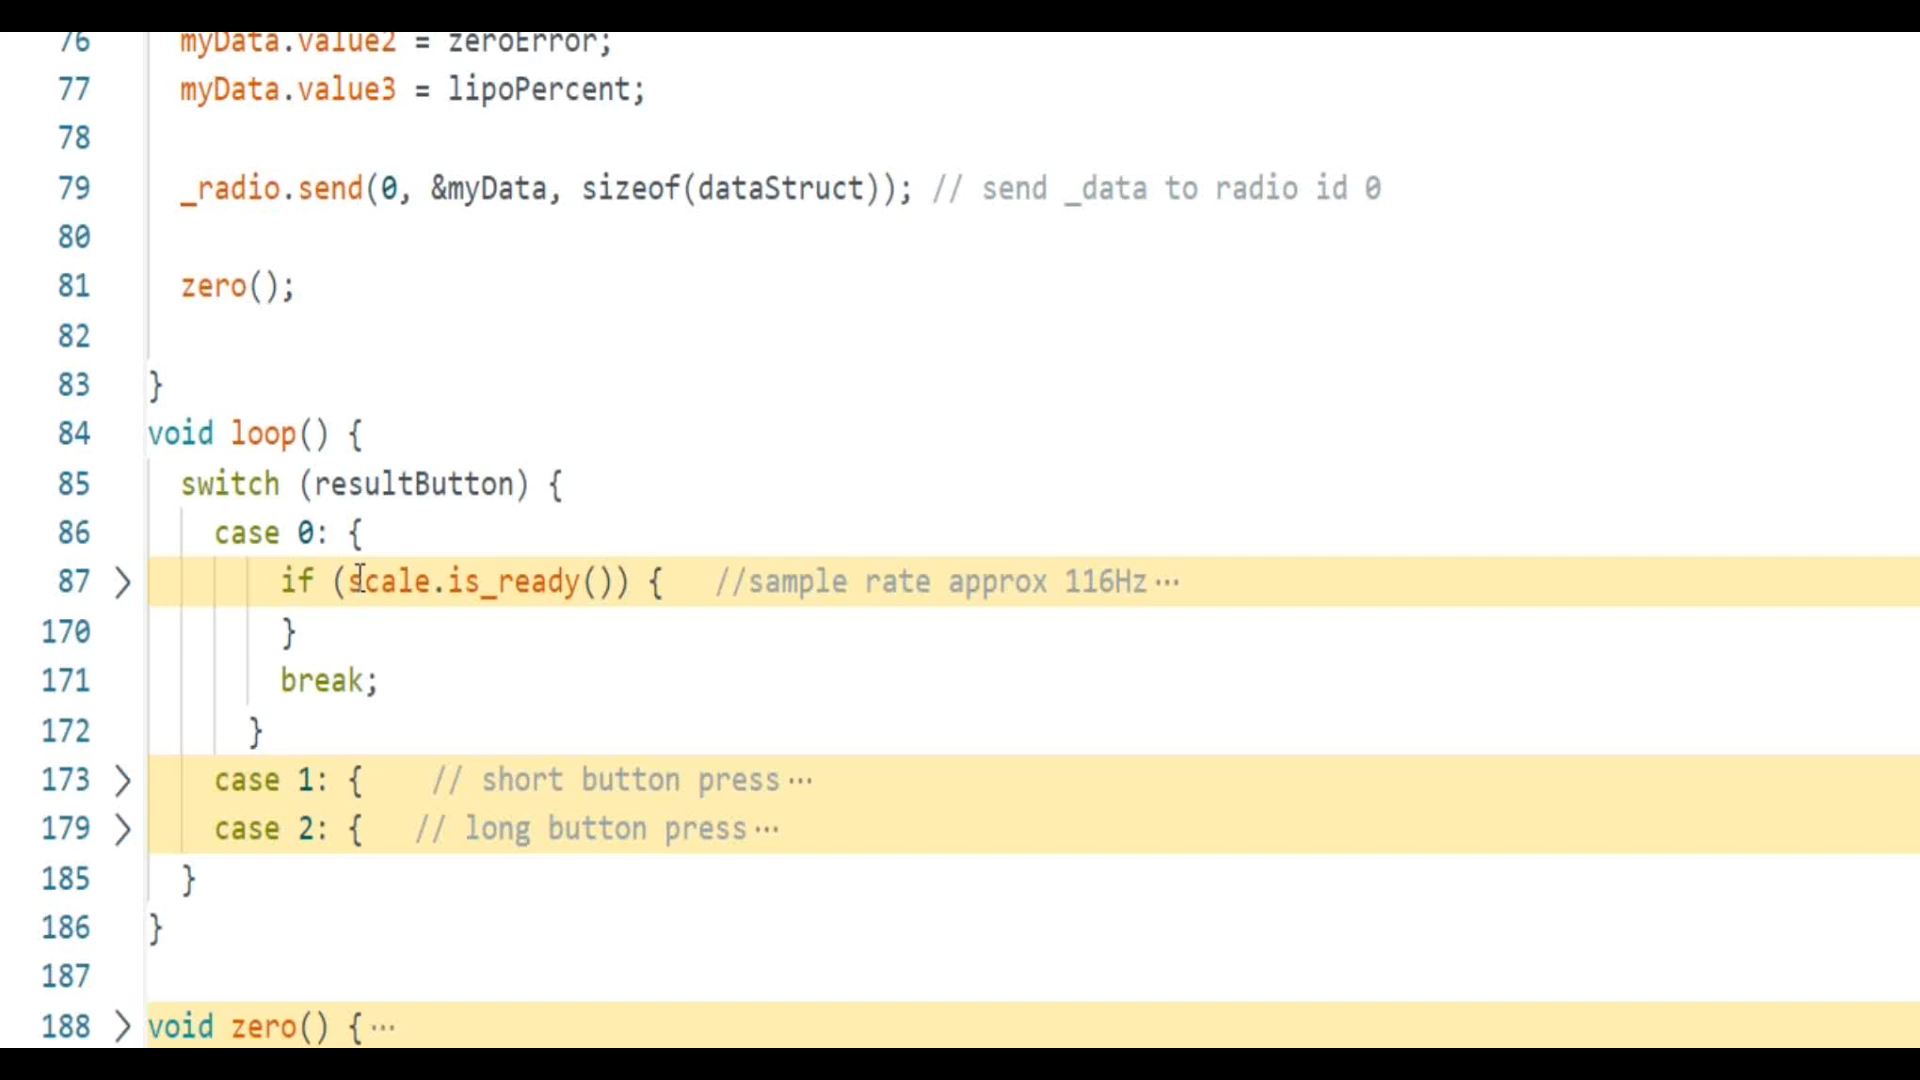 76 myData.value2 = zeroError;
77 myData.value3 = lipoPercent;
78
79 _radio.send(0, &myData, sizeof(dataStruct)); // send _data to radio id 0
80
81 zero();
82
83 }
84 void loop() {
85 switch (resultButton) {
86 case 0: {
87 if (scale.is_ready()) { //sample rate approx 116Hz ···
170 }
171 break;
172 }
173 case 1: { // short button press ···
179 case 2: { // long button press ···
185 }
186 }
187
188 void zero() { ···